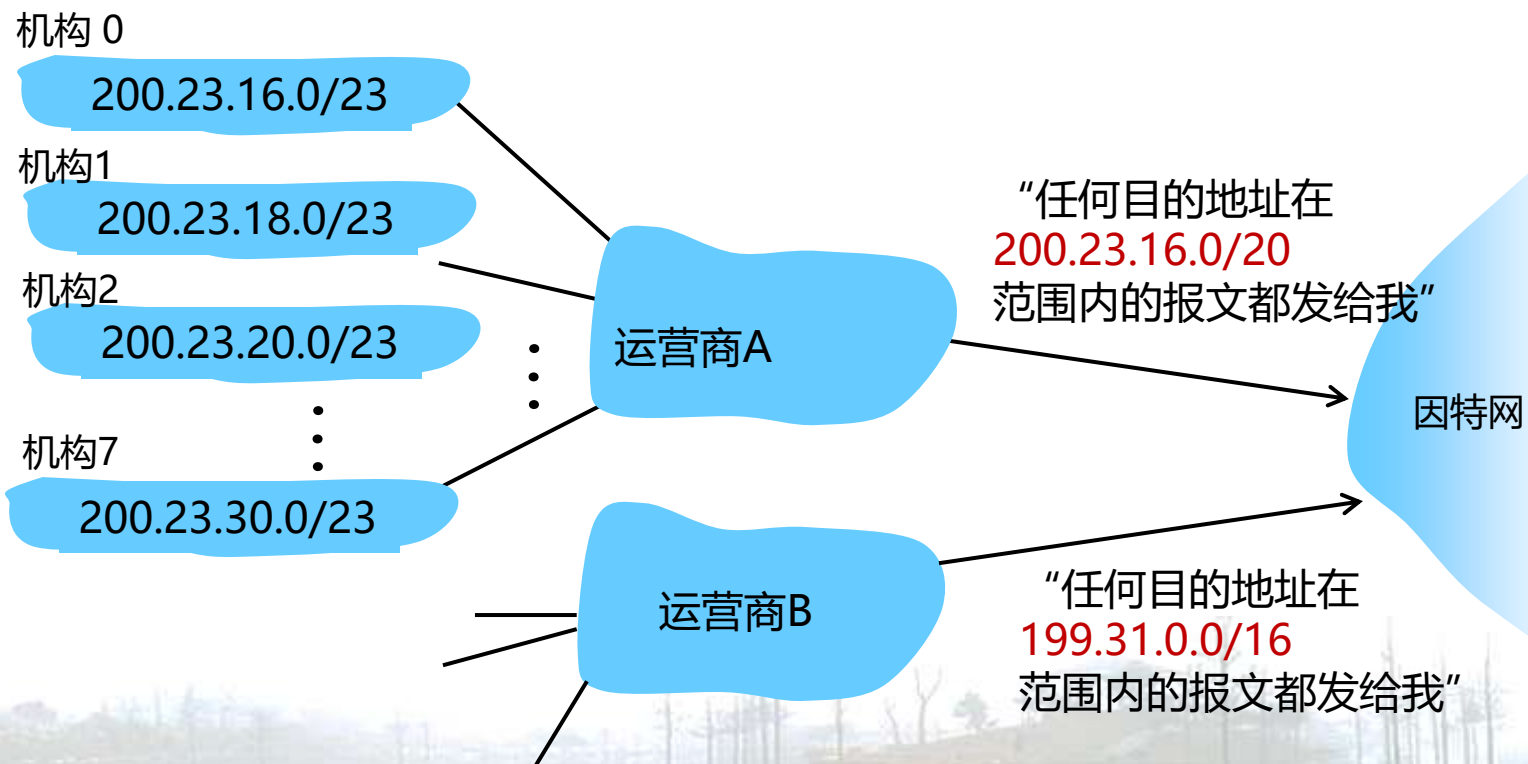 机构 0
200.23.16.0/23
机构1
200.23.18.0/23
机构2
200.23.20.0/23
机构7
200.23.30.0/23
运营商A
“任何目的地址在
200.23.16.0/20
范围内的报文都发给我”
因特网
运营商B
“任何目的地址在
199.31.0.0/16
范围内的报文都发给我”